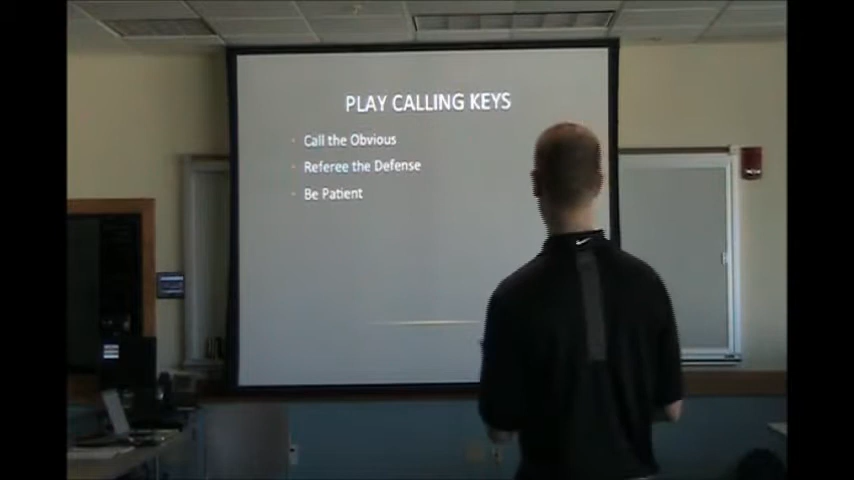 PLAY CALLING KEYS
Call the Obvious
Referee the Defense
Be Patient